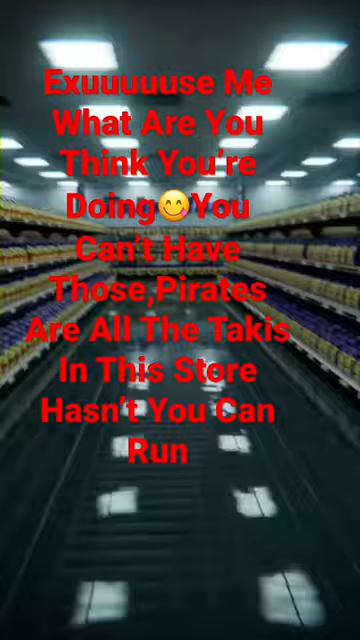 Exuuuuuse Me
What Are You
Think You're
Doing😋You
Can't Have
Those,Pirates
Are All The Takis
In This Store
Hasn't You Can
Run